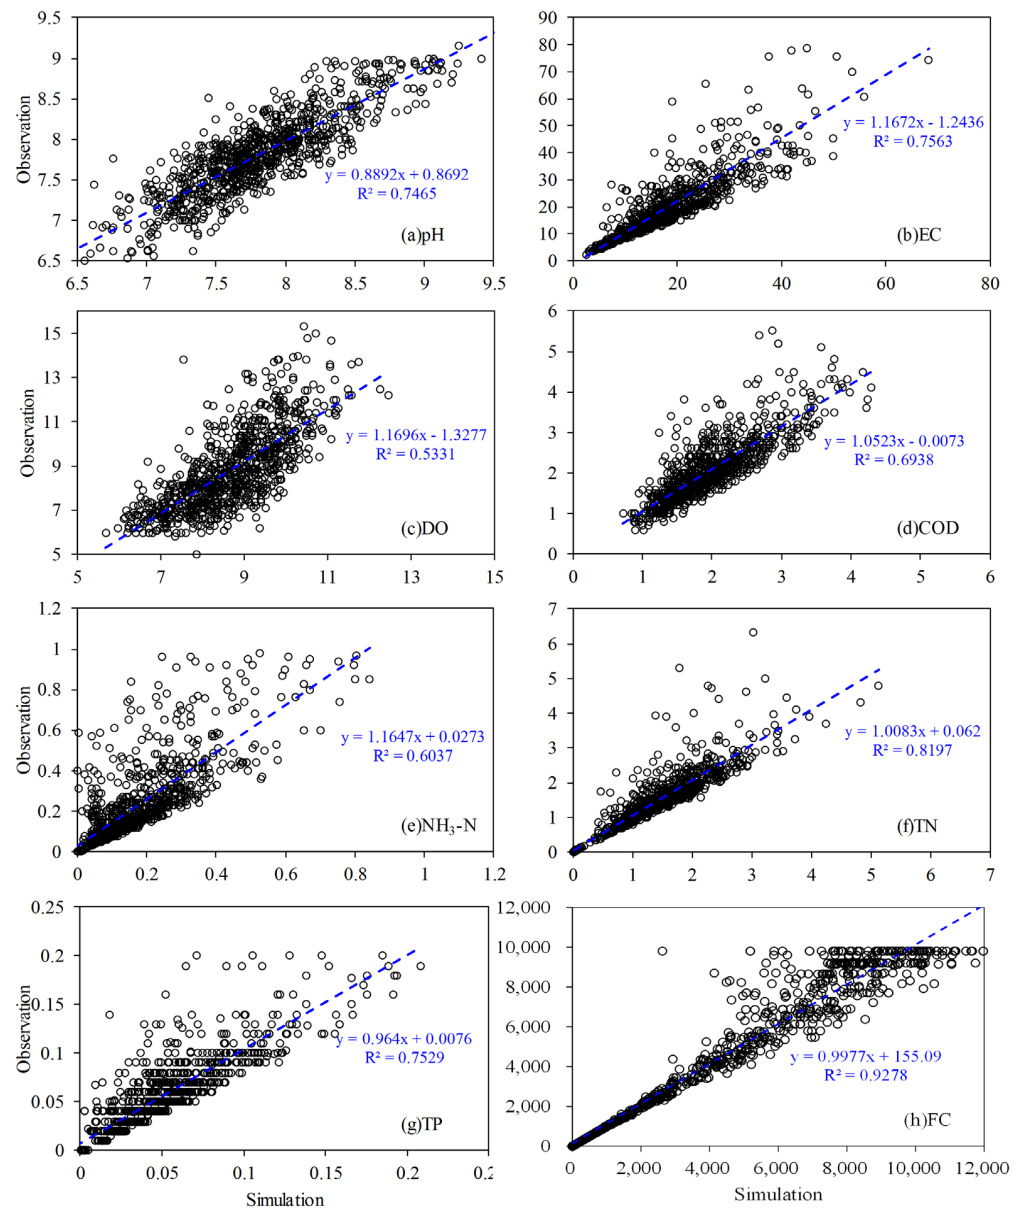 9.5
9
8.5
8
7.5
7
6.5
Observation
y = 0.8892x + 0.8692
R² = 0.7465
(a)pH
6.5 7 7.5 8 8.5 9 9.5
90
80
70
60
50
40
30
20
10
0
y = 1.1672x - 1.2436
R² = 0.7563
(b)EC
0 20 40 60 80
15
13
11
9
7
5
Observation
y = 1.1696x - 1.3277
R² = 0.5331
(c)DO
5 7 9 11 13 15
6
5
4
3
2
1
0
y = 1.0523x - 0.0073
R² = 0.6938
(d)COD
0 1 2 3 4 5 6
1.2
1
0.8
0.6
0.4
0.2
0
Observation
y = 1.1647x + 0.0273
R² = 0.6037
(e)NH₃-N
0 0.2 0.4 0.6 0.8 1 1.2
7
6
5
4
3
2
1
0
y = 1.0083x + 0.062
R² = 0.8197
(f)TN
0 1 2 3 4 5 6 7
0.25
0.2
0.15
0.1
0.05
0
Observation
y = 0.964x + 0.0076
R² = 0.7529
(g)TP
0 0.05 0.1 0.15 0.2 0.2
Simulation
12,000
10,000
8,000
6,000
4,000
2,000
0
y = 0.9977x + 155.09
R² = 0.9278
(h)FC
0 2,000 4,000 6,000 8,000 10,000 12,000
Simulation